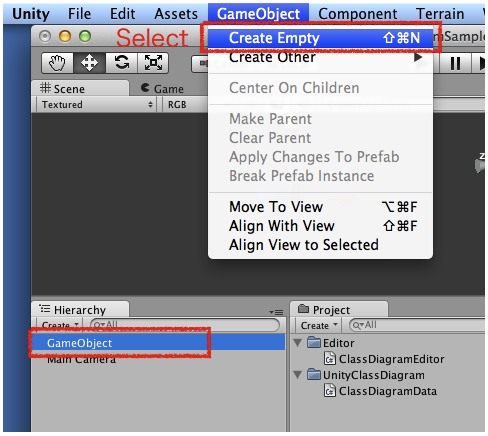 Unity File Edit Assets GameObject Component Terrain
Select
Create Empty ⇧⌘N
Create Other ▶
Center On Children
Make Parent
Clear Parent
Apply Changes To Prefab
Break Prefab Instance
Move To View ⌥⌘F
Align With View ⇧⌘F
Align View to Selected
Scene Game
Textured RGB
Hierarchy
Create All
GameObject
Main Camera
Project
Create All
Editor
ClassDiagramEditor
UnityClassDiagram
ClassDiagramData